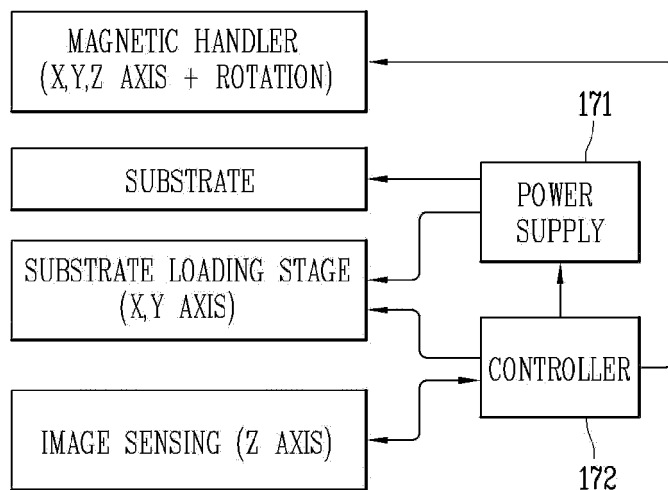 MAGNETIC HANDLER
(X,Y,Z AXIS + ROTATION)
171
SUBSTRATE
POWER
SUPPLY
SUBSTRATE LOADING STAGE
(X,Y AXIS)
CONTROLLER
IMAGE SENSING (Z AXIS)
172